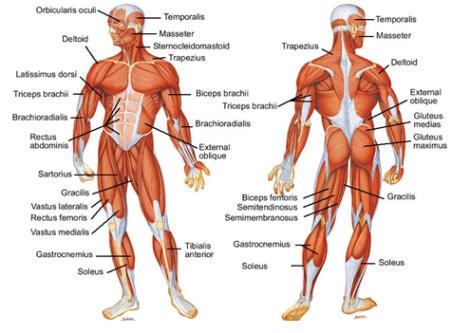 Orbicularis oculi
Deltoid
Latissimus dorsi
Triceps brachii
Brachioradialis
Rectus
abdominis
Sartorius
Gracilis
Vastus lateralis
Rectus femoris
Vastus medialis
Gastrocnemius
Soleus
Temporalis
Masseter
Sternocleidomastoid
Trapezius
Biceps brachii
Brachioradialis
External
oblique
Tibialis
anterior
Trapezius
Triceps brachii
Biceps femoris
Semitendinosus
Semimembranosus
Gastrocnemius
Soleus
Temporalis
Masseter
Deltoid
External
oblique
Gluteus
medias
Gluteus
maximus
Gracilis
Soleus